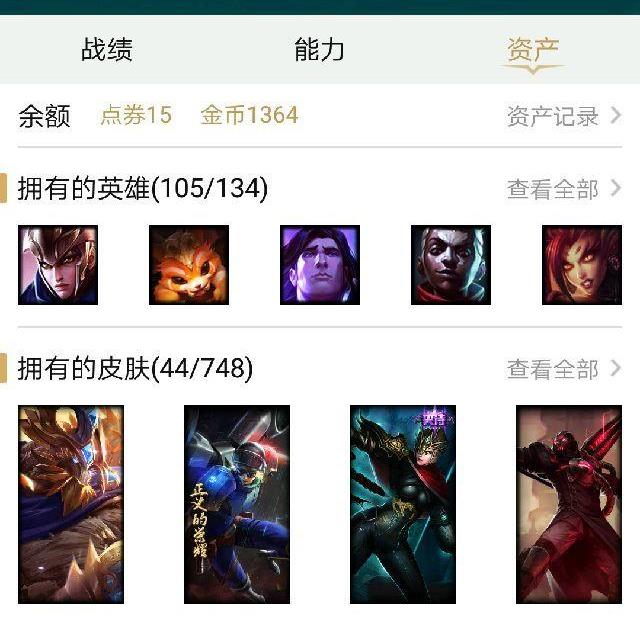 战绩 能力 资产
余额 点券15 金币1364 资产记录
拥有的英雄(105/134) 查看全部
拥有的皮肤(44/748) 查看全部
正义的荣耀